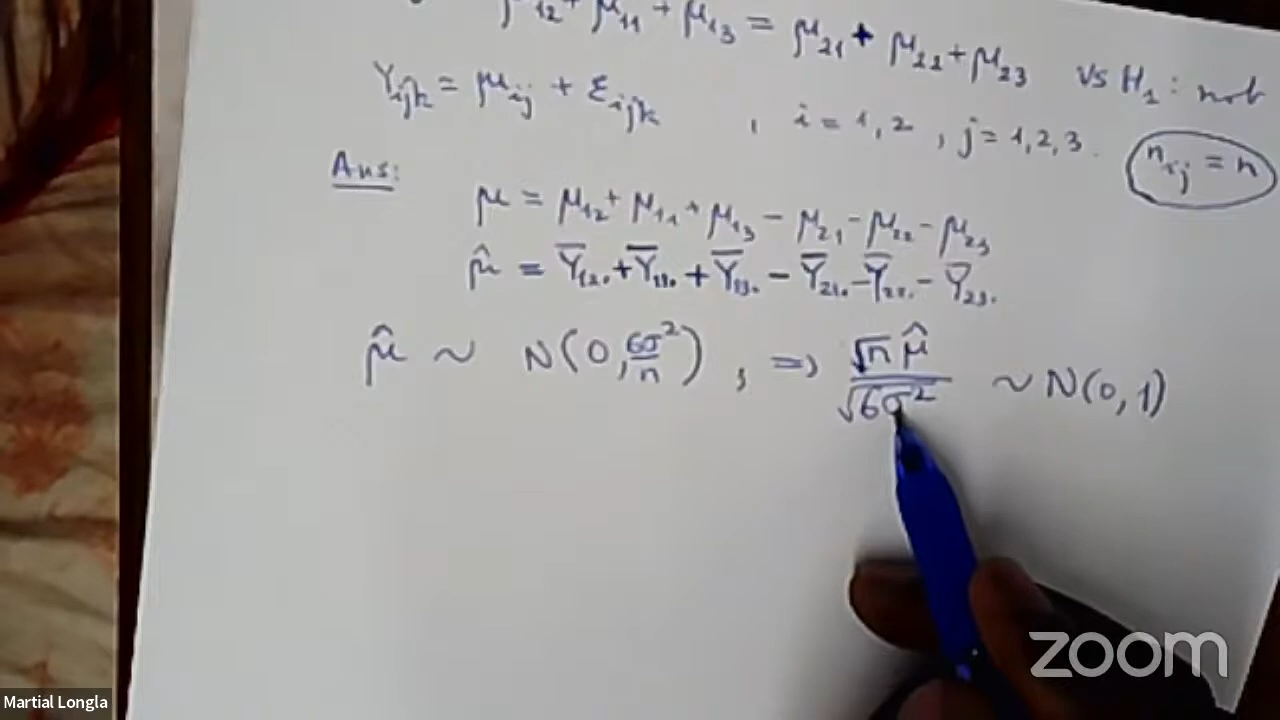 μ₁₂ + μ₁₁ + μ₁₃ = μ₂₁ + μ₂₂ + μ₂₃ vs H₁ : not
Yᵢⱼₖ = μᵢⱼ + εᵢⱼₖ , i = 1, 2 , j = 1, 2, 3. nᵢⱼ = n
Ans:
μ = μ₁₂ + μ₁₁ + μ₁₃ - μ₂₁ - μ₂₂ - μ₂₃
μ̂ = Ȳ₁₂. + Ȳ₁₁. + Ȳ₁₃. - Ȳ₂₁. - Ȳ₂₂. - Ȳ₂₃.
μ̂ ~ N(0, 6σ²/n) , => √n μ̂ / √6σ² ~ N(0, 1)
zoom
Martial Longla